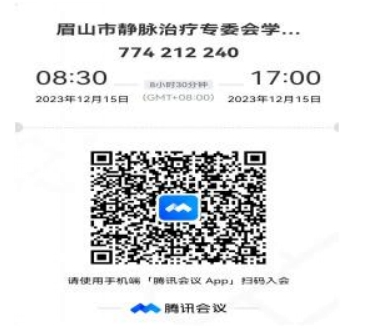 眉山市静脉治疗专委会学...
774 212 240
08:30 8小时30分钟 17:00
2023年12月15日 (GMT+08:00) 2023年12月15日
请使用手机端「腾讯会议 App」扫码入会
腾讯会议